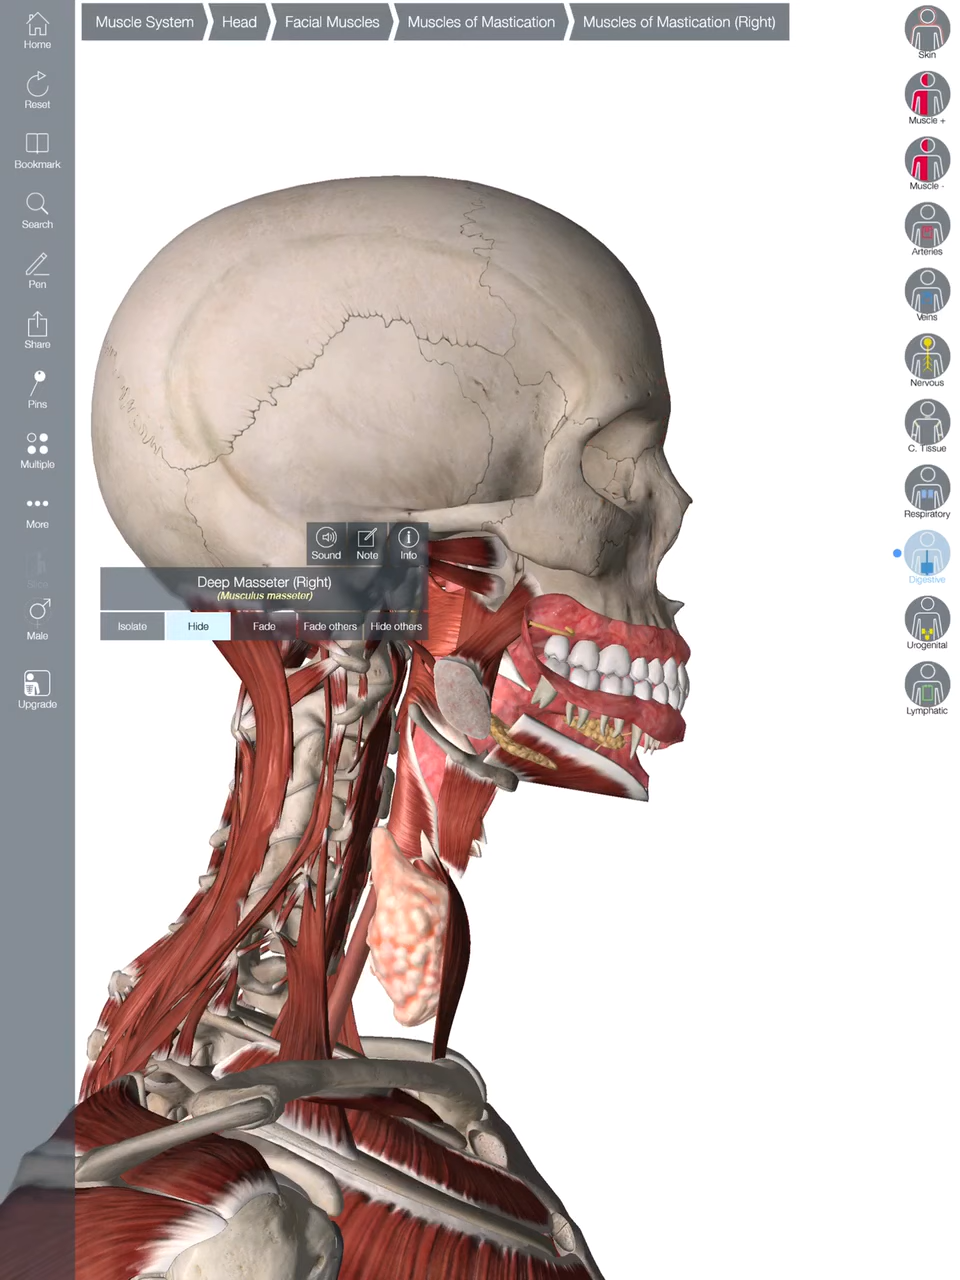 Muscle System
Head
Facial Muscles
Muscles of Mastication
Muscles of Mastication (Right)
Home
Reset
Bookmark
Search
Pen
Share
Pins
Multiple
More
Slice
Male
Upgrade
Sound
Note
Info
Deep Masseter (Right)
(Musculus masseter)
Isolate
Hide
Fade
Fade others
Hide others
Skin
Muscle +
Muscle -
Arteries
Veins
Nervous
C. Tissue
Respiratory
Digestive
Urogenital
Lymphatic